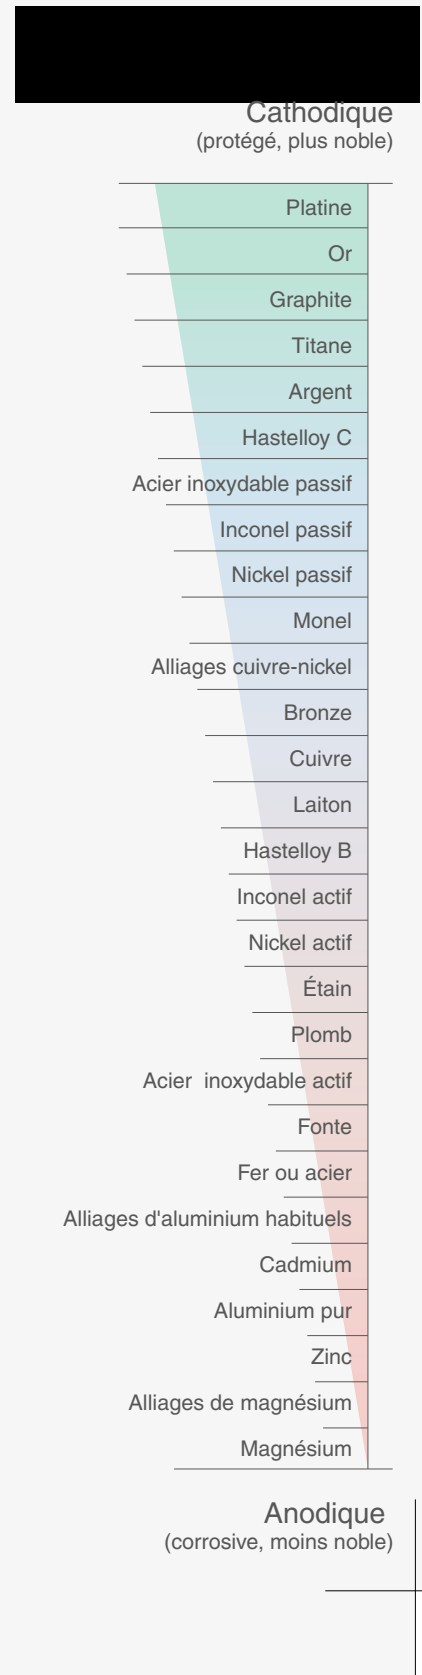 Cathodique
(protégé, plus noble)
Platine
Or
Graphite
Titane
Argent
Hastelloy C
Acier inoxydable passif
Inconel passif
Nickel passif
Monel
Alliages cuivre-nickel
Bronze
Cuivre
Laiton
Hastelloy B
Inconel actif
Nickel actif
Étain
Plomb
Acier inoxydable actif
Fonte
Fer ou acier
Alliages d'aluminium habituels
Cadmium
Aluminium pur
Zinc
Alliages de magnésium
Magnésium
Anodique
(corrosive, moins noble)